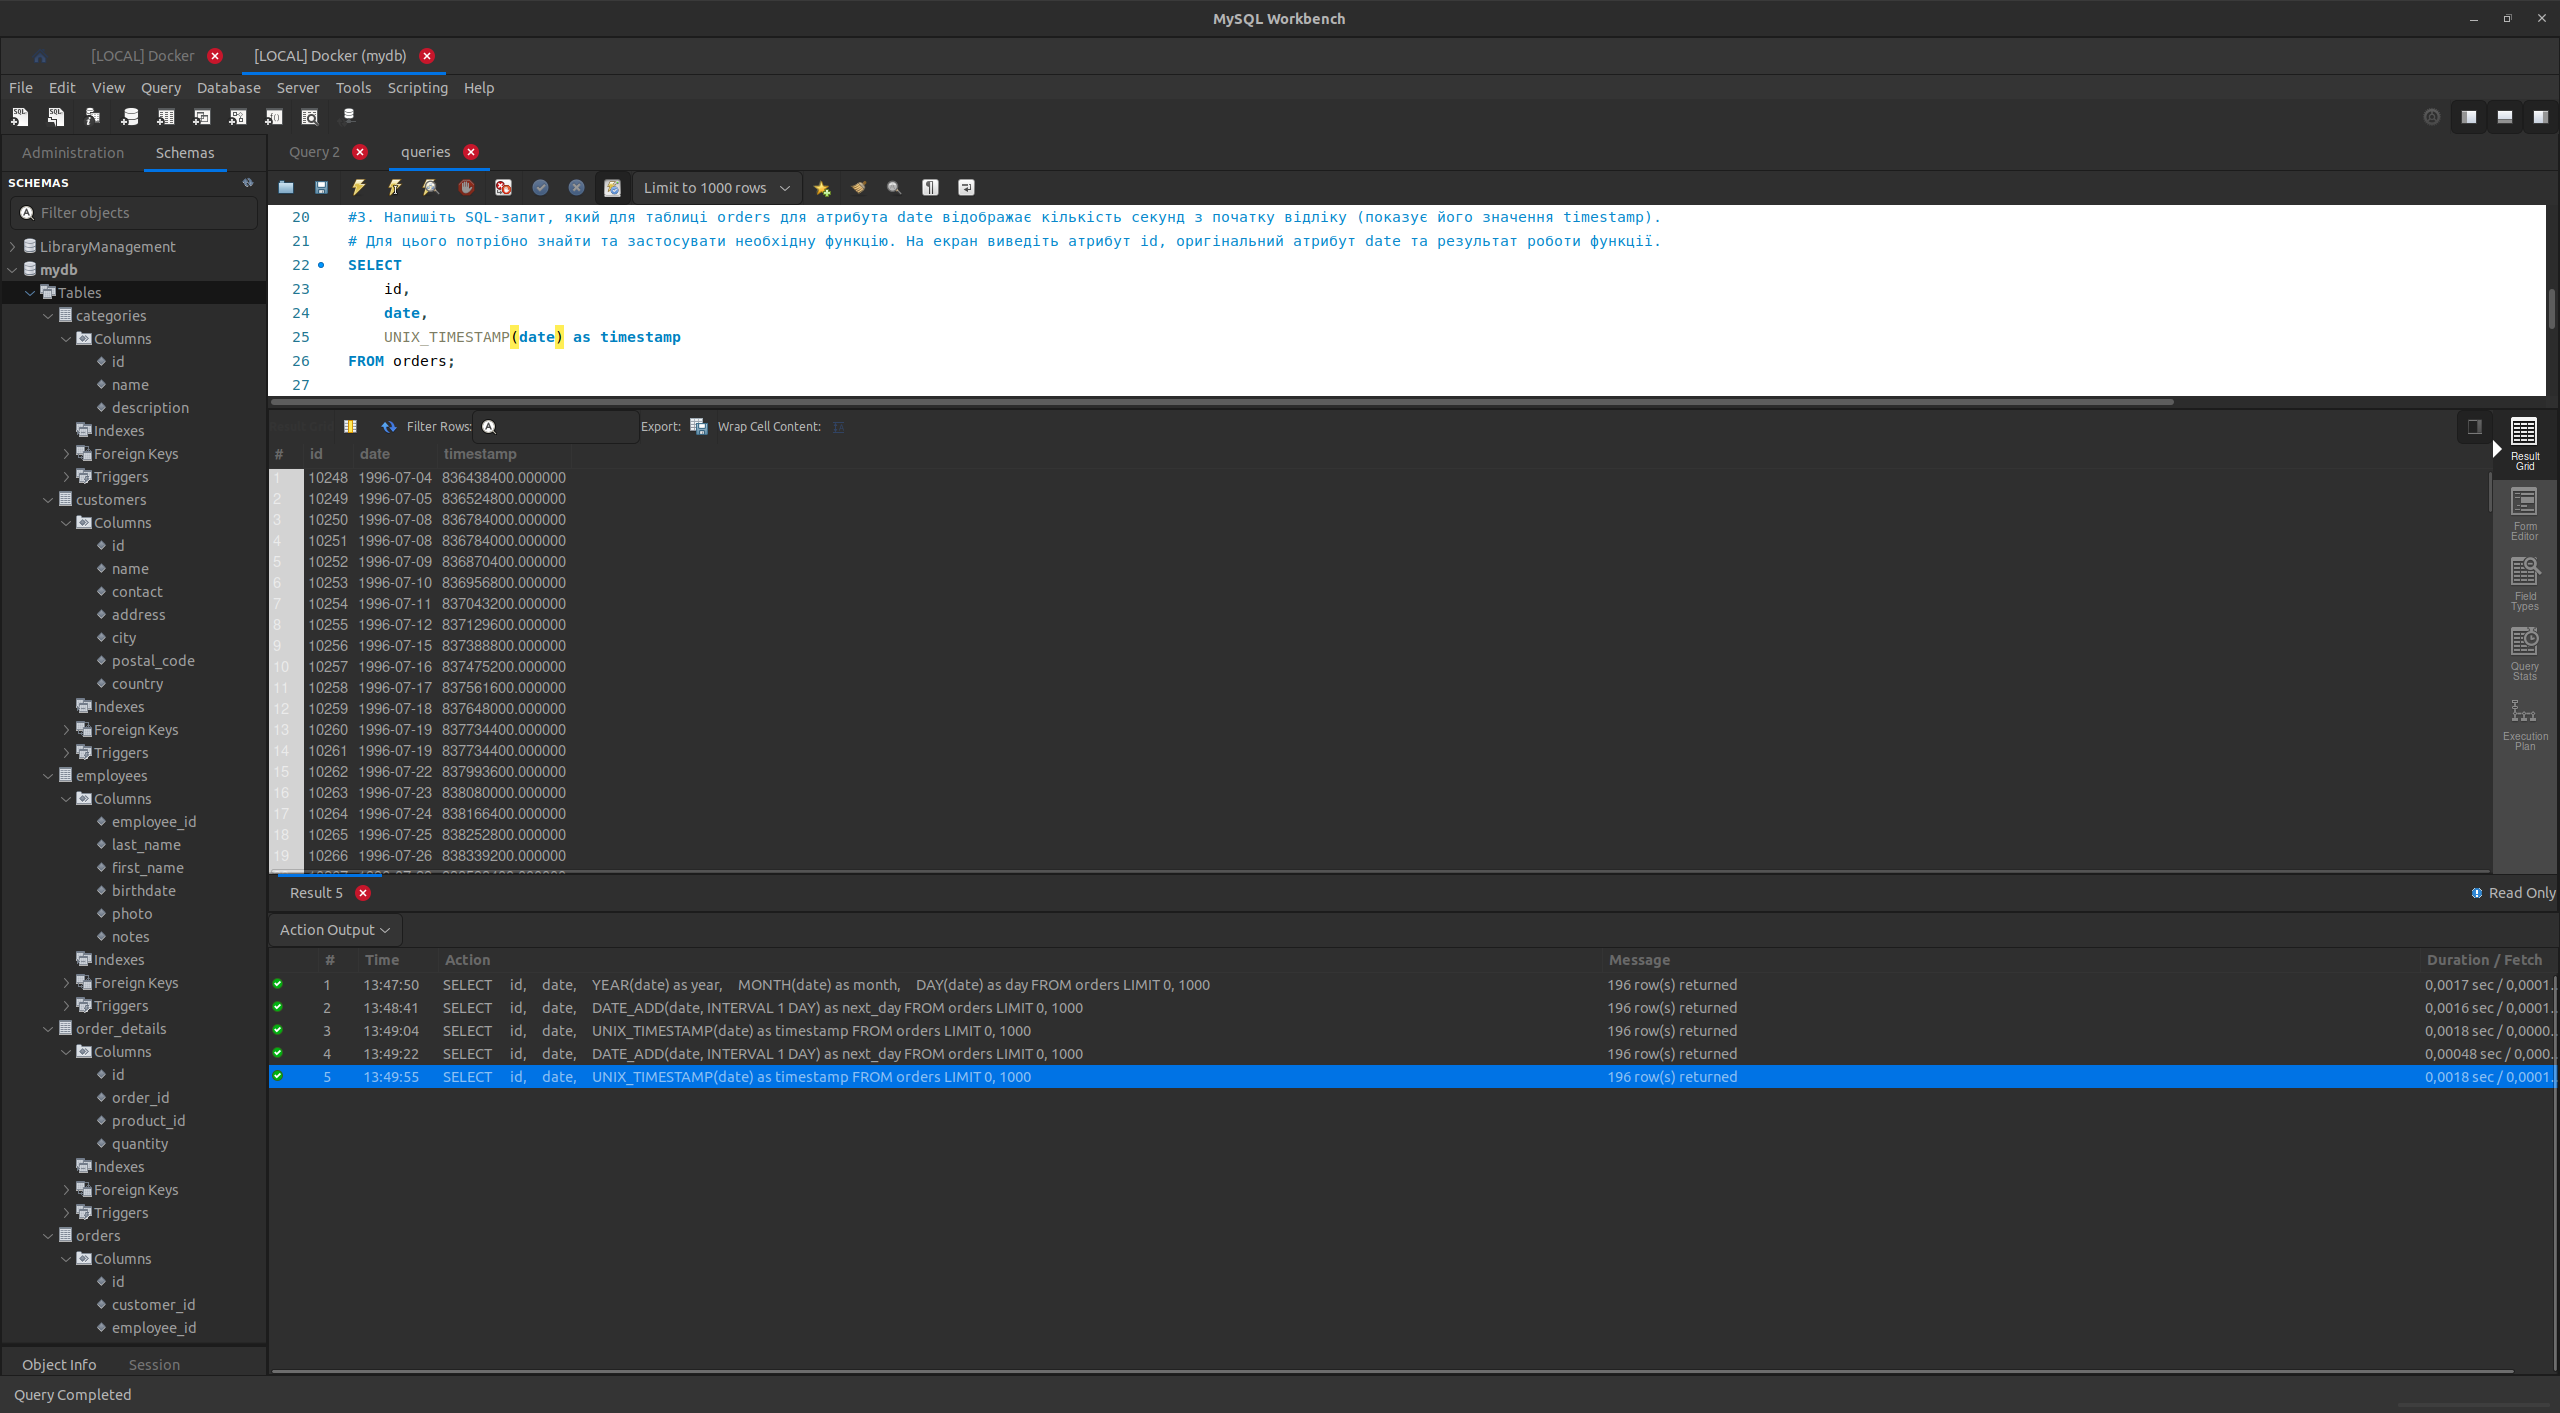 MySQL Workbench
[LOCAL] Docker
[LOCAL] Docker (mydb)
File Edit View Query Database Server Tools Scripting Help
Administration
Schemas
SCHEMAS
Filter objects
LibraryManagement
mydb
Tables
categories
Columns
id
name
description
Indexes
Foreign Keys
Triggers
customers
Columns
id
name
contact
address
city
postal_code
country
Indexes
Foreign Keys
Triggers
employees
Columns
employee_id
last_name
first_name
birthdate
photo
notes
Indexes
Foreign Keys
Triggers
order_details
Columns
id
order_id
product_id
quantity
Indexes
Foreign Keys
Triggers
orders
Columns
id
customer_id
employee_id
Object Info
Session
Query Completed
Query 2
queries
Limit to 1000 rows
20 #3. Напишіть SQL-запит, який для таблиці orders для атрибута date відображає кількість секунд з початку відліку (показує його значення timestamp).
21 # Для цього потрібно знайти та застосувати необхідну функцію. На екран виведіть атрибут id, оригінальний атрибут date та результат роботи функції.
22 SELECT
23 id,
24 date,
25 UNIX_TIMESTAMP(date) as timestamp
26 FROM orders;
27
Filter Rows:
Export:
Wrap Cell Content:
# id date timestamp
1 10248 1996-07-04 836438400.000000
2 10249 1996-07-05 836524800.000000
3 10250 1996-07-08 836784000.000000
4 10251 1996-07-08 836784000.000000
5 10252 1996-07-09 836870400.000000
6 10253 1996-07-10 836956800.000000
7 10254 1996-07-11 837043200.000000
8 10255 1996-07-12 837129600.000000
9 10256 1996-07-15 837388800.000000
10 10257 1996-07-16 837475200.000000
11 10258 1996-07-17 837561600.000000
12 10259 1996-07-18 837648000.000000
13 10260 1996-07-19 837734400.000000
14 10261 1996-07-19 837734400.000000
15 10262 1996-07-22 837993600.000000
16 10263 1996-07-23 838080000.000000
17 10264 1996-07-24 838166400.000000
18 10265 1996-07-25 838252800.000000
19 10266 1996-07-26 838339200.000000
Result Grid
Form Editor
Field Types
Query Stats
Execution Plan
Result 5
Read Only
Action Output
# Time Action Message Duration / Fetch
1 13:47:50 SELECT id, date, YEAR(date) as year, MONTH(date) as month, DAY(date) as day FROM orders LIMIT 0, 1000 196 row(s) returned 0,0017 sec / 0,0001...
2 13:48:41 SELECT id, date, DATE_ADD(date, INTERVAL 1 DAY) as next_day FROM orders LIMIT 0, 1000 196 row(s) returned 0,0016 sec / 0,0001...
3 13:49:04 SELECT id, date, UNIX_TIMESTAMP(date) as timestamp FROM orders LIMIT 0, 1000 196 row(s) returned 0,0018 sec / 0,0000...
4 13:49:22 SELECT id, date, DATE_ADD(date, INTERVAL 1 DAY) as next_day FROM orders LIMIT 0, 1000 196 row(s) returned 0,00048 sec / 0,000...
5 13:49:55 SELECT id, date, UNIX_TIMESTAMP(date) as timestamp FROM orders LIMIT 0, 1000 196 row(s) returned 0,0018 sec / 0,0001...